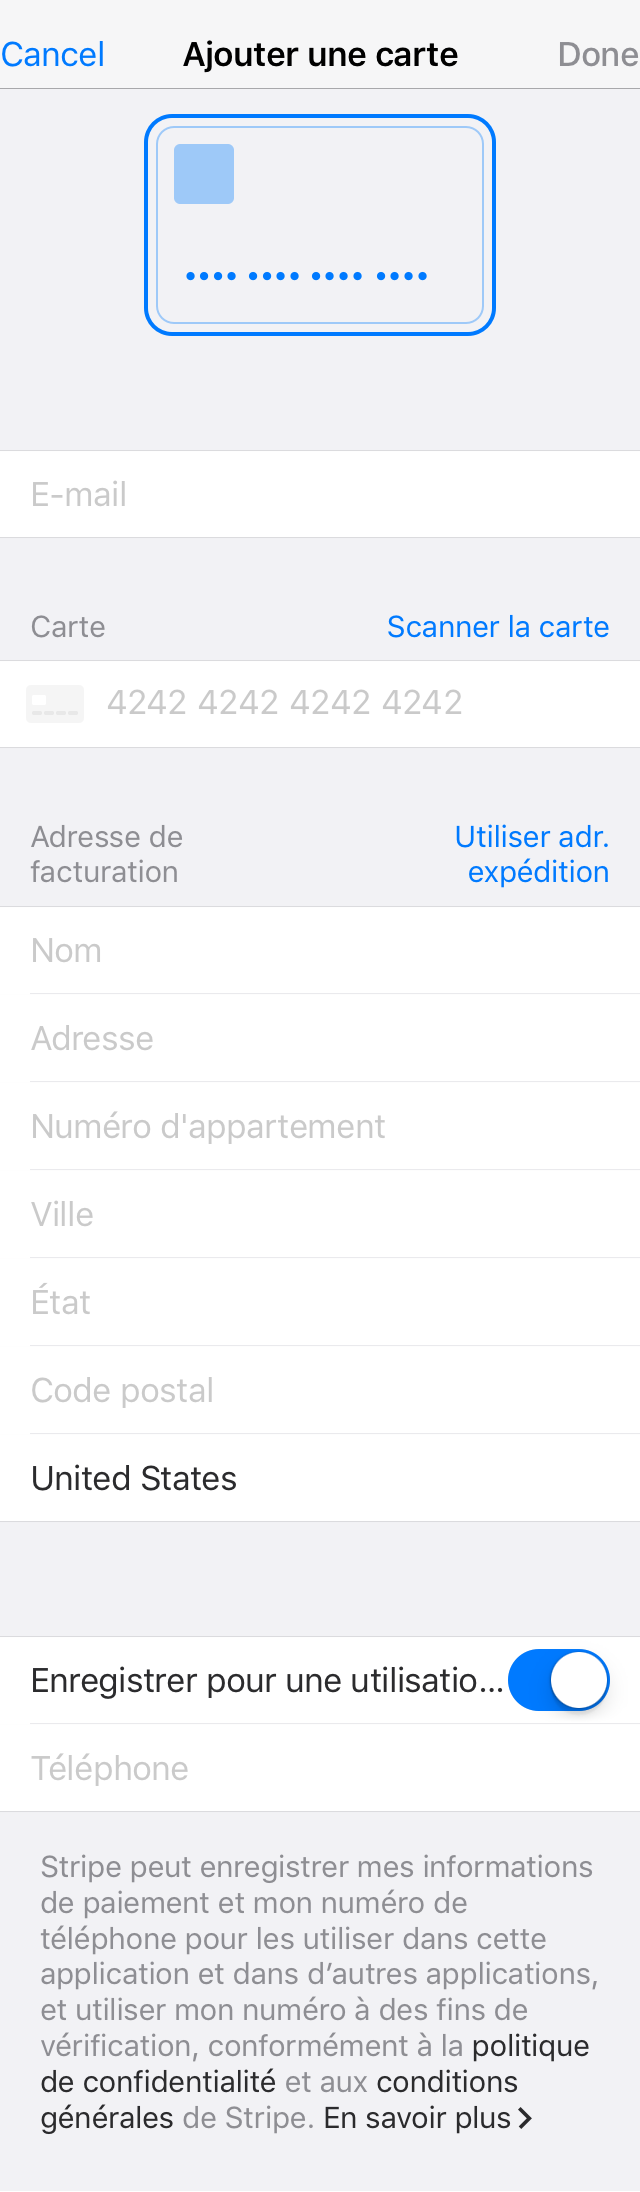 Cancel Ajouter une carte Done
•••• •••• •••• ••••
E-mail
Carte Scanner la carte
4242 4242 4242 4242
Adresse de facturation
Utiliser adr. expédition
Nom
Adresse
Numéro d'appartement
Ville
État
Code postal
United States
Enregistrer pour une utilisatio...
Téléphone
Stripe peut enregistrer mes informations
de paiement et mon numéro de
téléphone pour les utiliser dans cette
application et dans d’autres applications,
et utiliser mon numéro à des fins de
vérification, conformément à la politique
de confidentialité et aux conditions
générales de Stripe. En savoir plus >